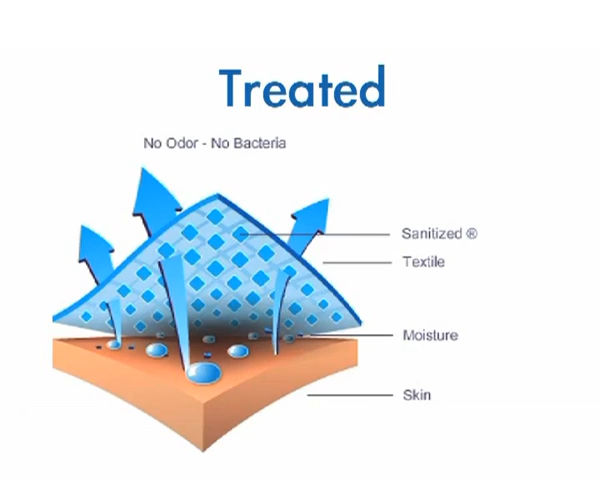 Treated
No Odor - No Bacteria
Sanitized ®
Textile
Moisture
Skin